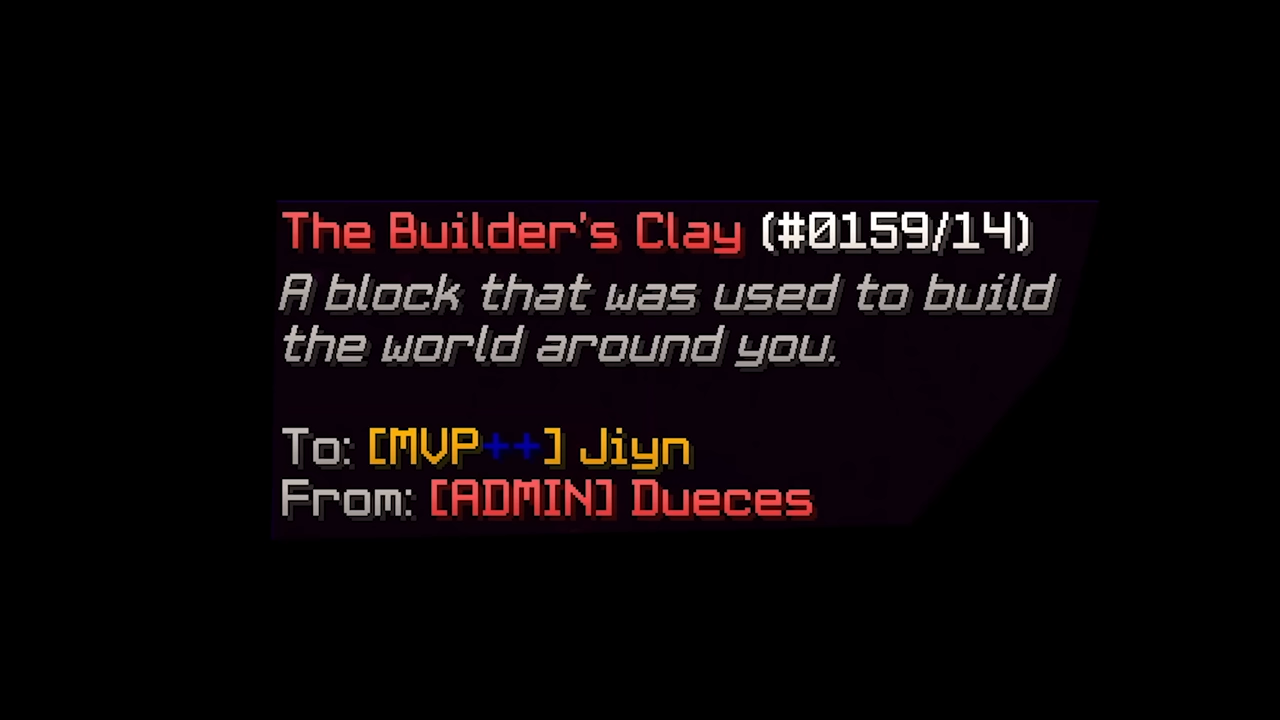 The Builder's Clay (#0159/14)
A block that was used to build
the world around you.
To: [MVP++] Jiyn
From: [ADMIN] Dueces